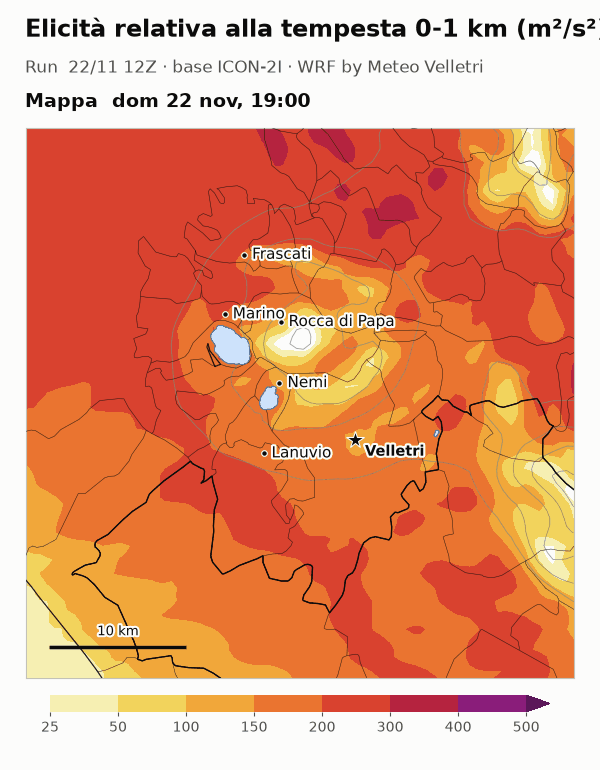 Elicità relativa alla tempesta 0-1 km (m²/s²)
Run  22/11 12Z · base ICON-2I · WRF by Meteo Velletri
Mappa  dom 22 nov, 19:00
Frascati
Marino
Rocca di Papa
Nemi
Velletri
Lanuvio
10 km
25 50 100 150 200 300 400 500